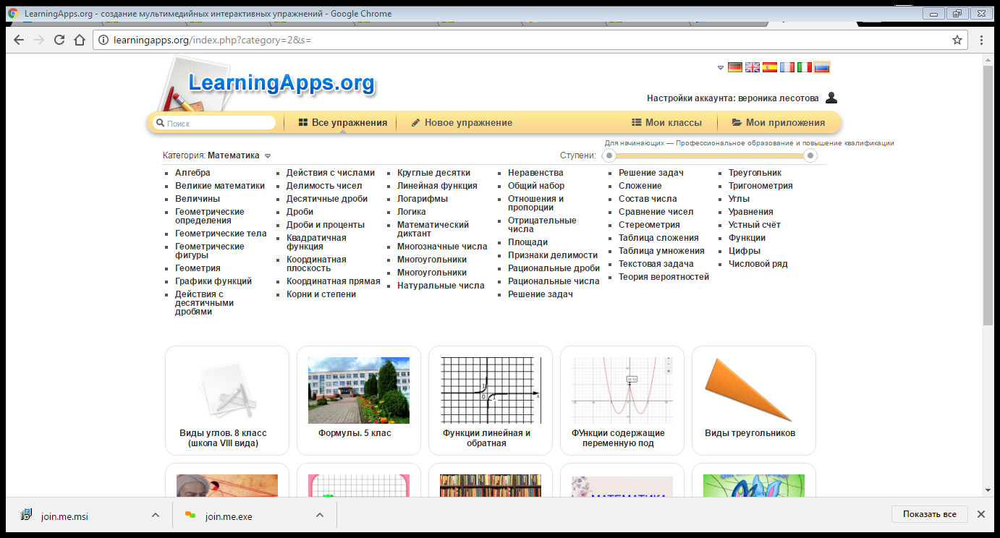 LearningApps.org - создание мультимедийных интерактивных упражнений - Google Chrome
learningapps.org/index.php?category=2&s=
LearningApps.org
Настройки аккаунта: вероника лесотова
Поиск
Все упражнения
Новое упражнение
Мои классы
Мои приложения
Для начинающих — Профессиональное образование и повышение квалификации
Категория: Математика
Ступени:
Алгебра
Великие математики
Величины
Геометрические
определения
Геометрические тела
Геометрические
фигуры
Геометрия
Графики функций
Действия с
десятичными
дробями
Действия с числами
Делимость чисел
Десятичные дроби
Дроби
Дроби и проценты
Квадратичная
функция
Координатная
плоскость
Координатная прямая
Корни и степени
Круглые десятки
Линейная функция
Логарифмы
Логика
Математический
диктант
Многозначные числа
Многоугольники
Многоугольники
Натуральные числа
Неравенства
Общий набор
Отношения и
пропорции
Отрицательные
числа
Площади
Признаки делимости
Рациональные дроби
Рациональные числа
Решение задач
Решение задач
Сложение
Состав числа
Сравнение чисел
Стереометрия
Таблица сложения
Таблица умножения
Текстовая задача
Теория вероятностей
Треугольник
Тригонометрия
Углы
Уравнения
Устный счёт
Функции
Цифры
Числовой ряд
1
0
1
x
Виды углов. 8 класс
(школа VIII вида)
Формулы. 5 клас
Функции линейная и
обратная
ФУнкции содержащие
переменную под
Виды треугольников
МАТЕМАТИКА
join.me.msi
join.me.exe
Показать все